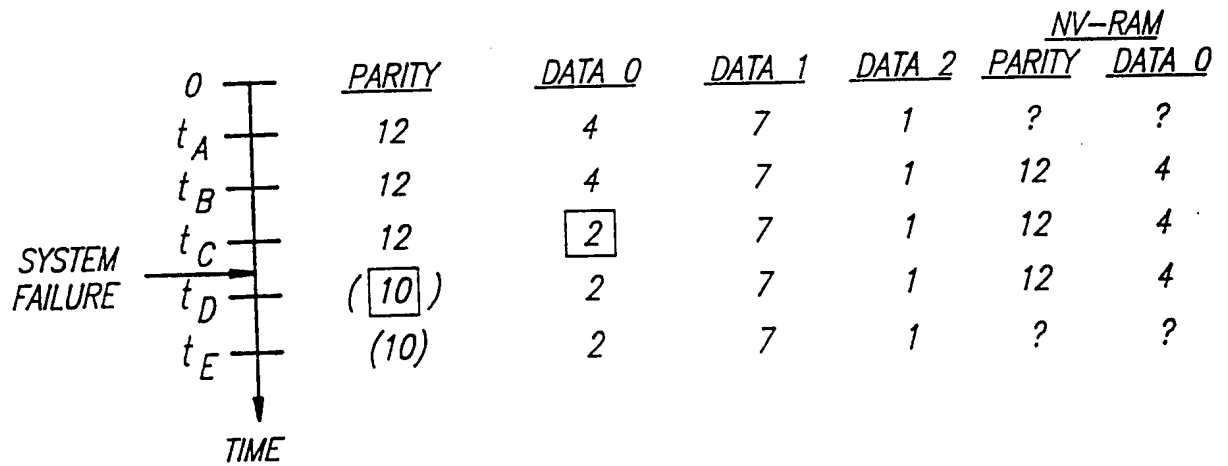 NV-RAM
0 PARITY DATA 0 DATA 1 DATA 2 PARITY DATA 0
tA 12 4 7 1 ? ?
tB 12 4 7 1 12 4
tC 12 2 7 1 12 4
SYSTEM FAILURE
tD (10) 2 7 1 12 4
tE (10) 2 7 1 ? ?
TIME